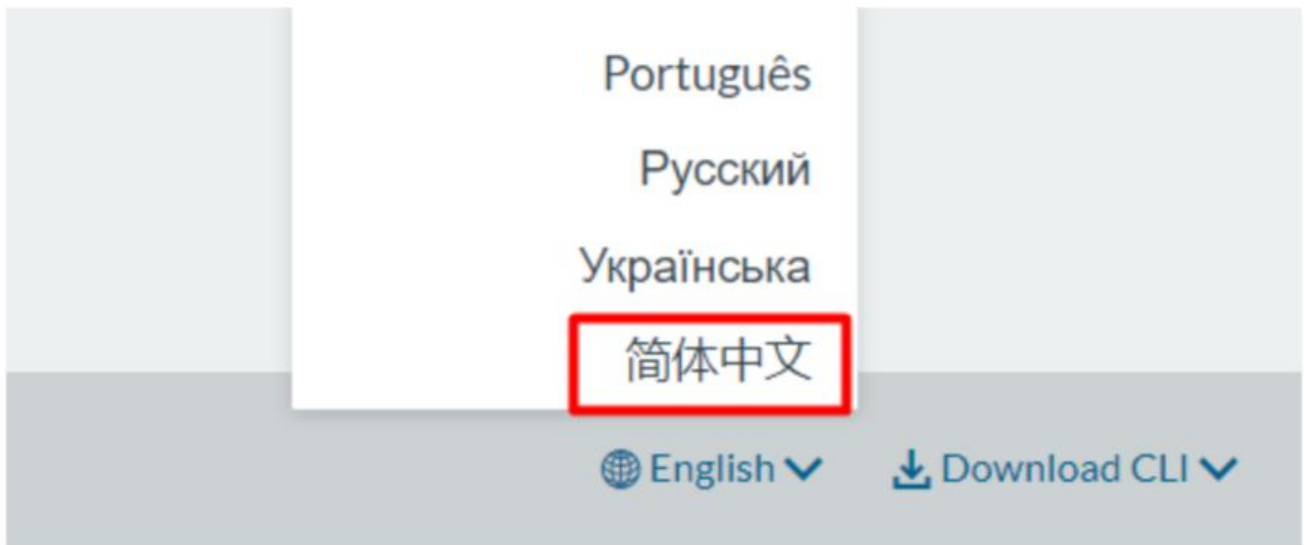 Português
Русский
Українська
简体中文
English Download CLI